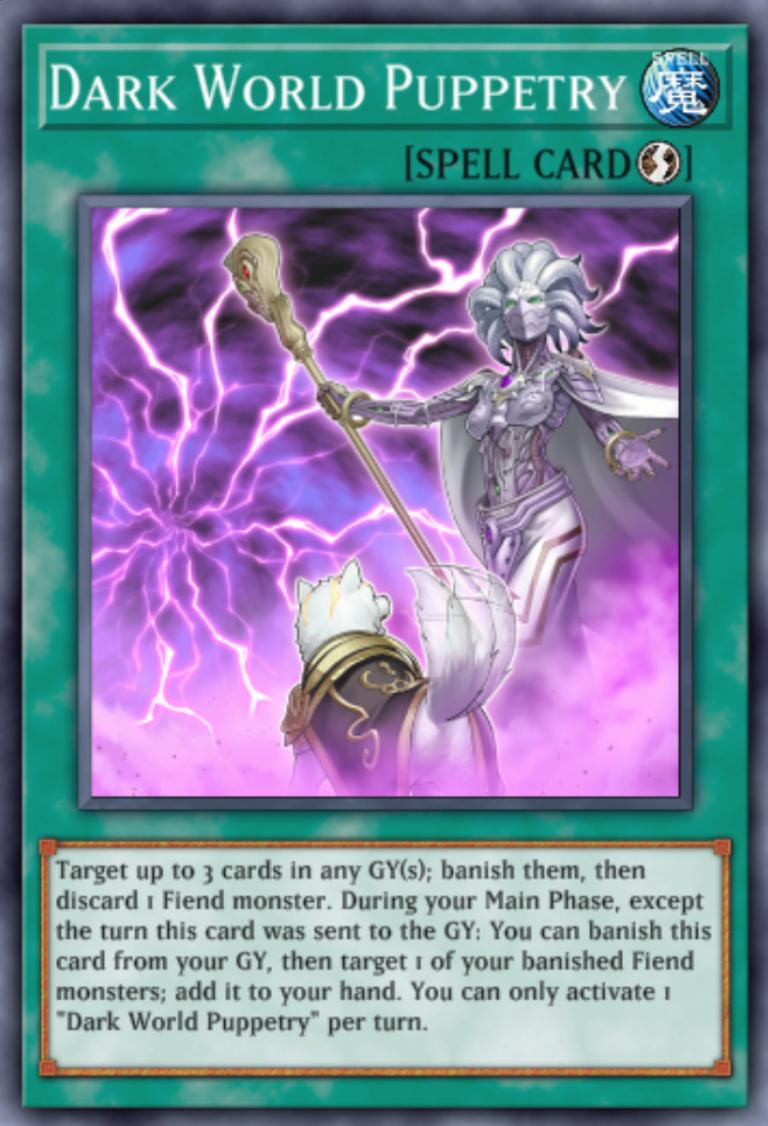 DARK WORLD PUPPETRY
SPELL
魔
[SPELL CARD]
Target up to 3 cards in any GY(s); banish them, then
discard 1 Fiend monster. During your Main Phase, except
the turn this card was sent to the GY: You can banish this
card from your GY, then target 1 of your banished Fiend
monsters; add it to your hand. You can only activate 1
"Dark World Puppetry" per turn.